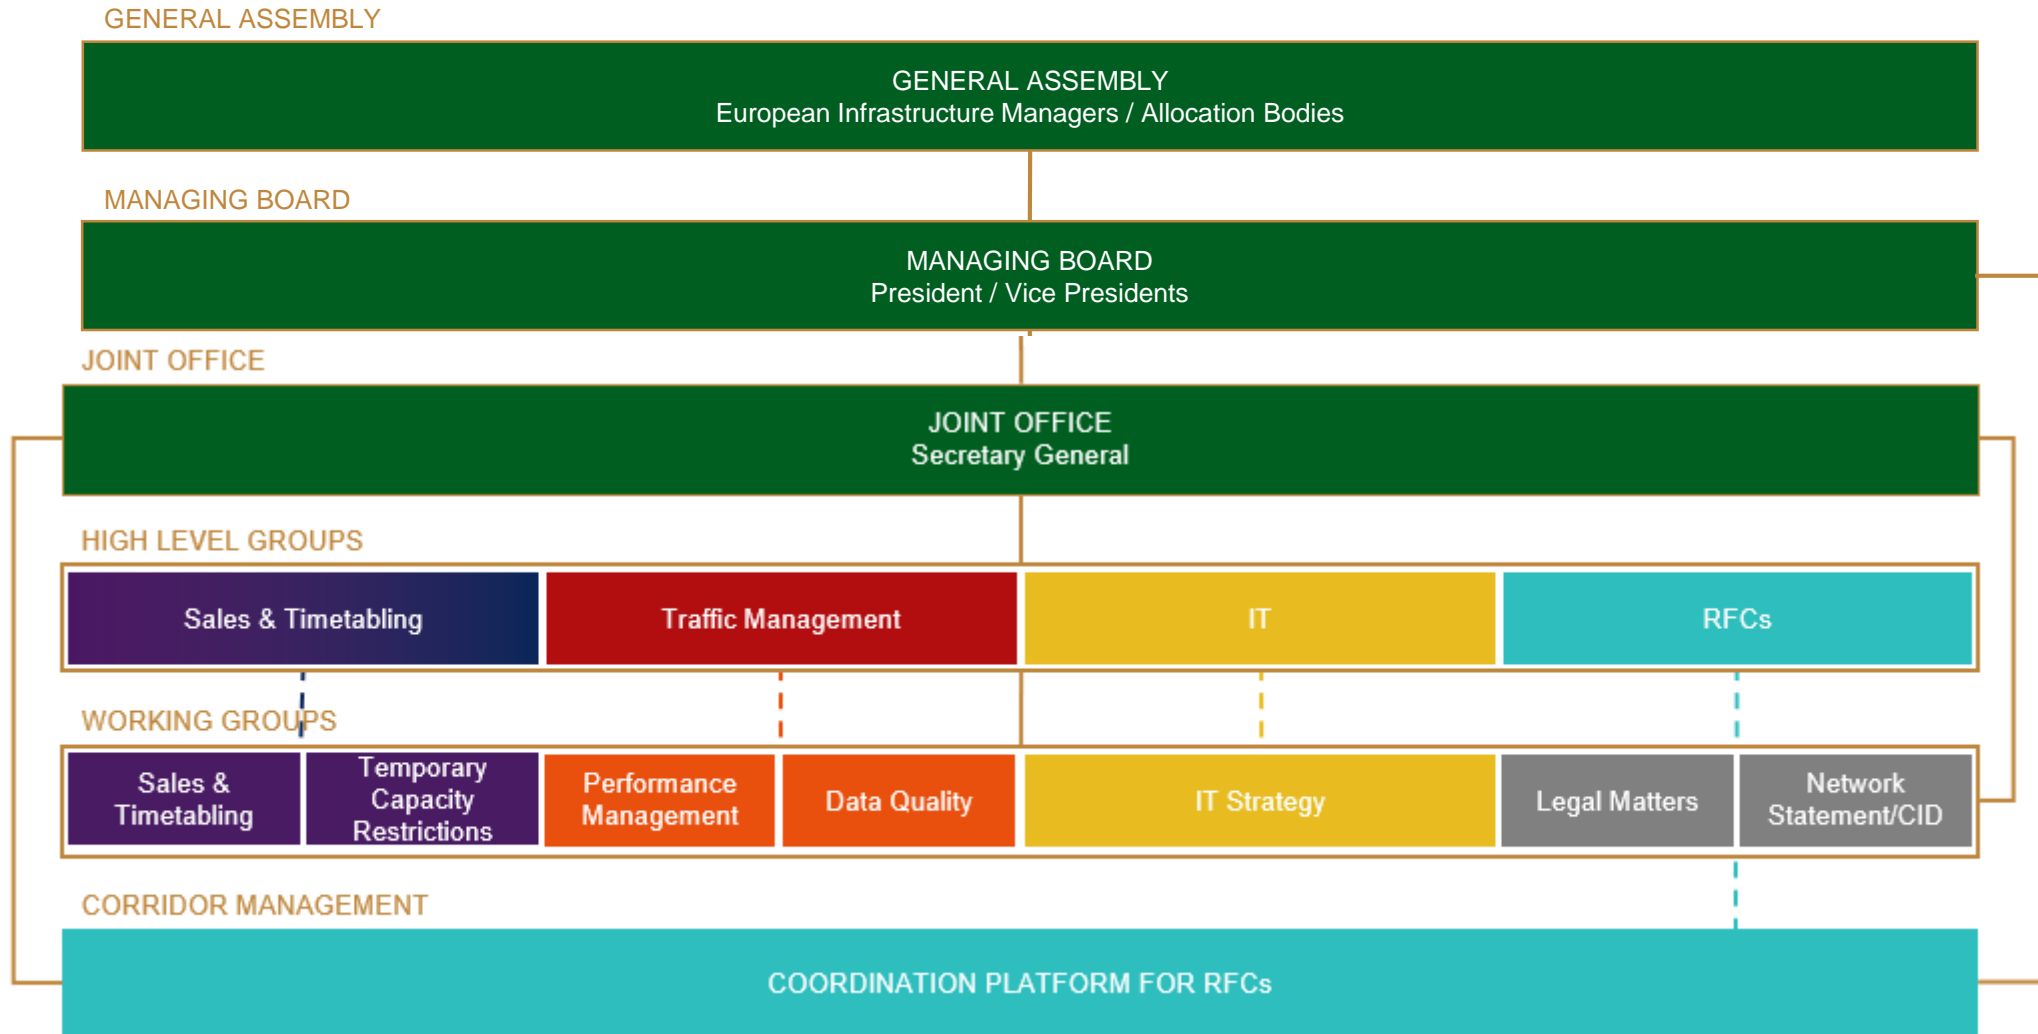 GENERAL ASSEMBLY
GENERAL ASSEMBLY
European Infrastructure Managers / Allocation Bodies
MANAGING BOARD
MANAGING BOARD
President / Vice Presidents
JOINT OFFICE
JOINT OFFICE
Secretary General
HIGH LEVEL GROUPS
Sales & Timetabling
Traffic Management
IT
RFCs
WORKING GROUPS
Sales &
Timetabling
Temporary
Capacity
Restrictions
Performance
Management
Data Quality
IT Strategy
Legal Matters
Network
Statement/CID
CORRIDOR MANAGEMENT
COORDINATION PLATFORM FOR RFCs